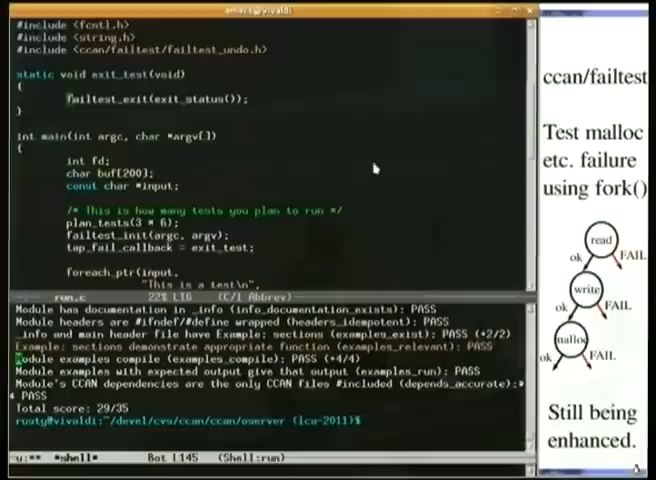 emacs@vivaldi
#include <fcntl.h>
#include <string.h>
#include <ccan/failtest/failtest_undo.h>
static void exit_test(void)
{
failtest_exit(exit_status());
}
int main(int argc, char *argv[])
{
int fd;
char buf[200];
const char *input;
/* This is how many tests you plan to run */
plan_tests(3 * 6);
failtest_init(argc, argv);
tap_fail_callback = exit_test;
foreach_ptr(input,
"This is a test\n",
run.c 22% L16 (C/l Abbrev)
Module has documentation in _info (info_documentation_exists): PASS
Module headers are #ifndef/#define wrapped (headers_idempotent): PASS
_info and main header file have Example: sections (examples_exist): PASS (+2/2)
Example: sections demonstrate appropriate function (examples_relevant): PASS
Module examples compile (examples_compile): PASS (+4/4)
Module examples with expected output give that output (examples_run): PASS
Module's CCAN dependencies are the only CCAN files #included (depends_accurate):
PASS
Total score: 29/35
rusty@vivaldi:~/devel/cvs/ccan/ccan/oserver (lca-2011)$
u:** *shell* Bot L145 (Shell:run)
ccan/failtest
Test malloc
etc. failure
using fork()
read
ok FAIL
write
ok FAIL
malloc
ok FAIL
Still being
enhanced.